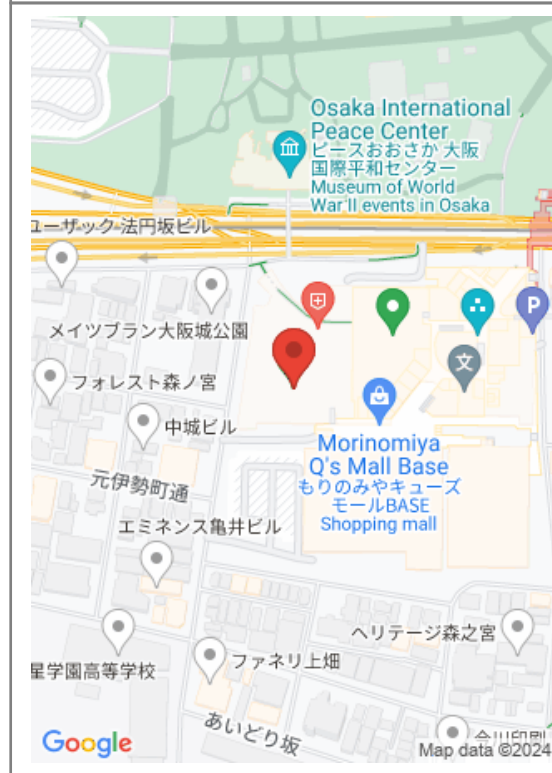 Osaka International
Peace Center
ピースおおさか 大阪
国際平和センター
Museum of World
War II events in Osaka
ユーザック 法円坂ビル
P
メイツブラン大阪城公園
文
フォレスト森ノ宮
中城ビル
Morinomiya
Q's Mall Base
もりのみやキューズ
モールBASE
Shopping mall
元伊勢町通
エミネンス亀井ビル
ヘリテージ森之宮
星学園高等学校
ファネリ上畑
あいどり坂
今川印刷
Google
Map data ©2024